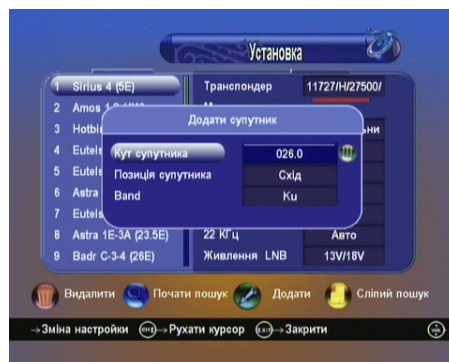 Установка
1 Sirius 4 (5E) Транспондер 11727/H/27500/
2 Amos
3 Hotbi
Додати супутник
4 Eutels
Кут супутника 026.0
5 Eutels
Позиція супутника Схід
6 Astra
Band Ku
7 Eutels
8 Astra 1E-3A (23.5E) 22 КГц Авто
9 Badr C-3-4 (26E) Живлення LNB 13V/18V
Видалити Почати пошук Додати Сліпий пошук
→Зміна настройки →Рухати курсор EXIT→Закрити